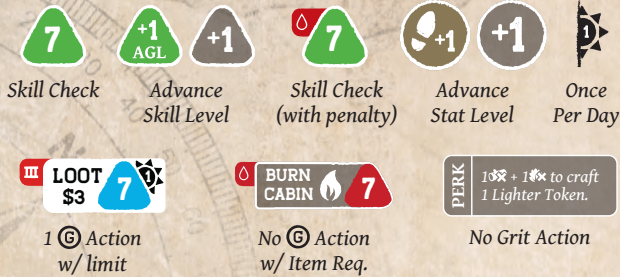 7
+1
AGL
+1
7
+1
+1
1
Skill Check
Advance
Skill Level
Skill Check
(with penalty)
Advance
Stat Level
Once
Per Day
III
LOOT
$3
7
1
BURN
CABIN
7
PERK
to craft
1 Lighter Token.
1 G Action
w/ limit
No G Action
w/ Item Req.
No Grit Action